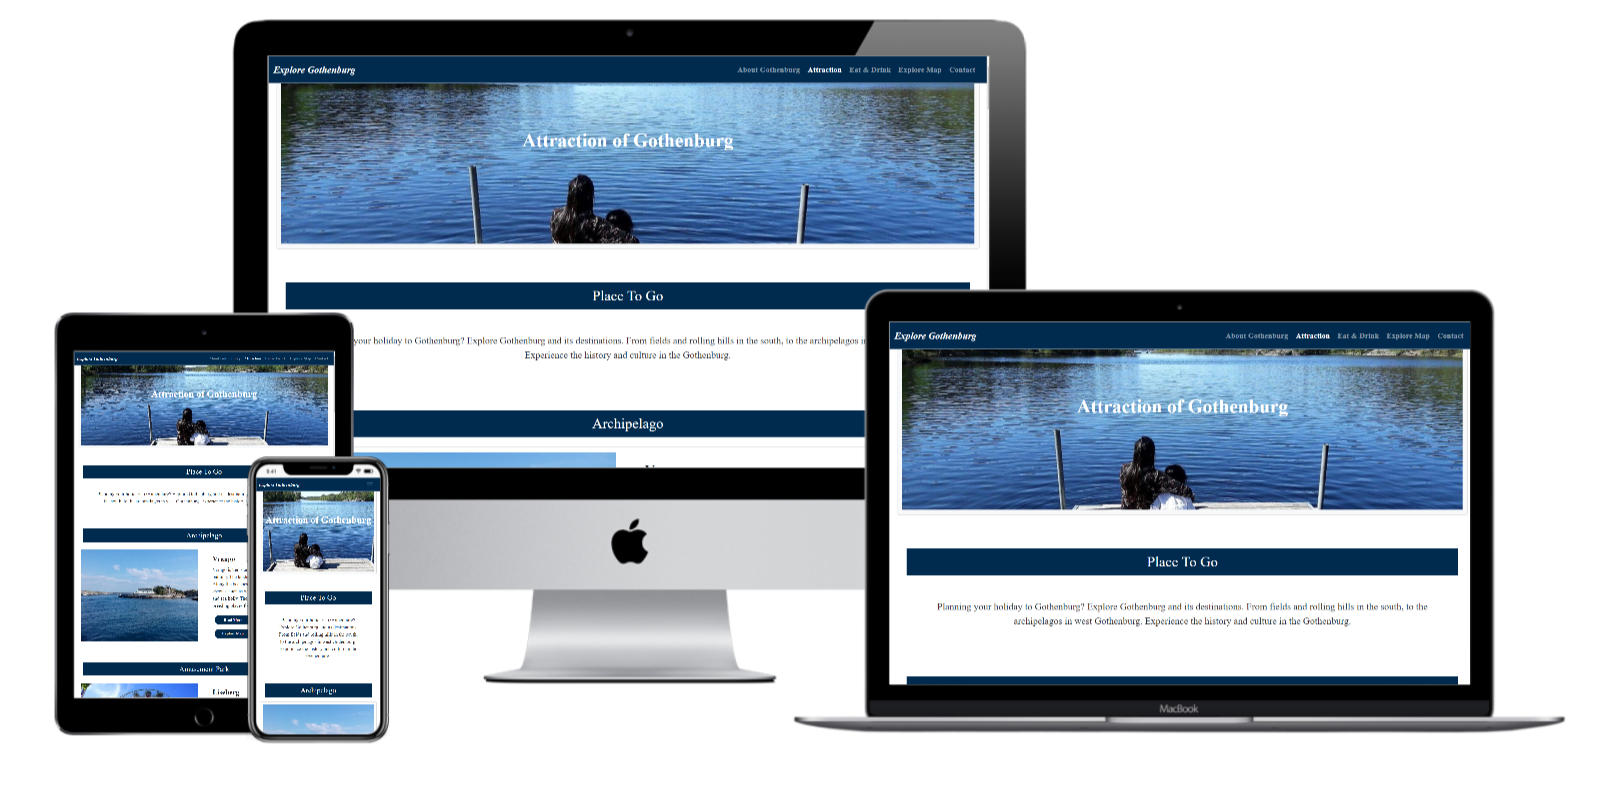 Explore Gothenburg
About Gothenburg Attraction Eat & Drink Explore Map Contact
Attraction of Gothenburg
Place To Go
your holiday to Gothenburg? Explore Gothenburg and its destinations. From fields and rolling hills in the south, to the archipelagos
Experience the history and culture in the Gothenburg.
Archipelago
Explore Gothenburg
Attraction of Gothenburg
Place To Go
Archipelago
Amusement Park
Liseberg
9:41
Explore Gothenburg
Attraction of Gothenburg
Place To Go
Archipelago
Explore Gothenburg
About Gothenburg Attraction Eat & Drink Explore Map Contact
Attraction of Gothenburg
Place To Go
Planning your holiday to Gothenburg? Explore Gothenburg and its destinations. From fields and rolling hills in the south, to the
archipelagos in west Gothenburg. Experience the history and culture in the Gothenburg.
MacBook